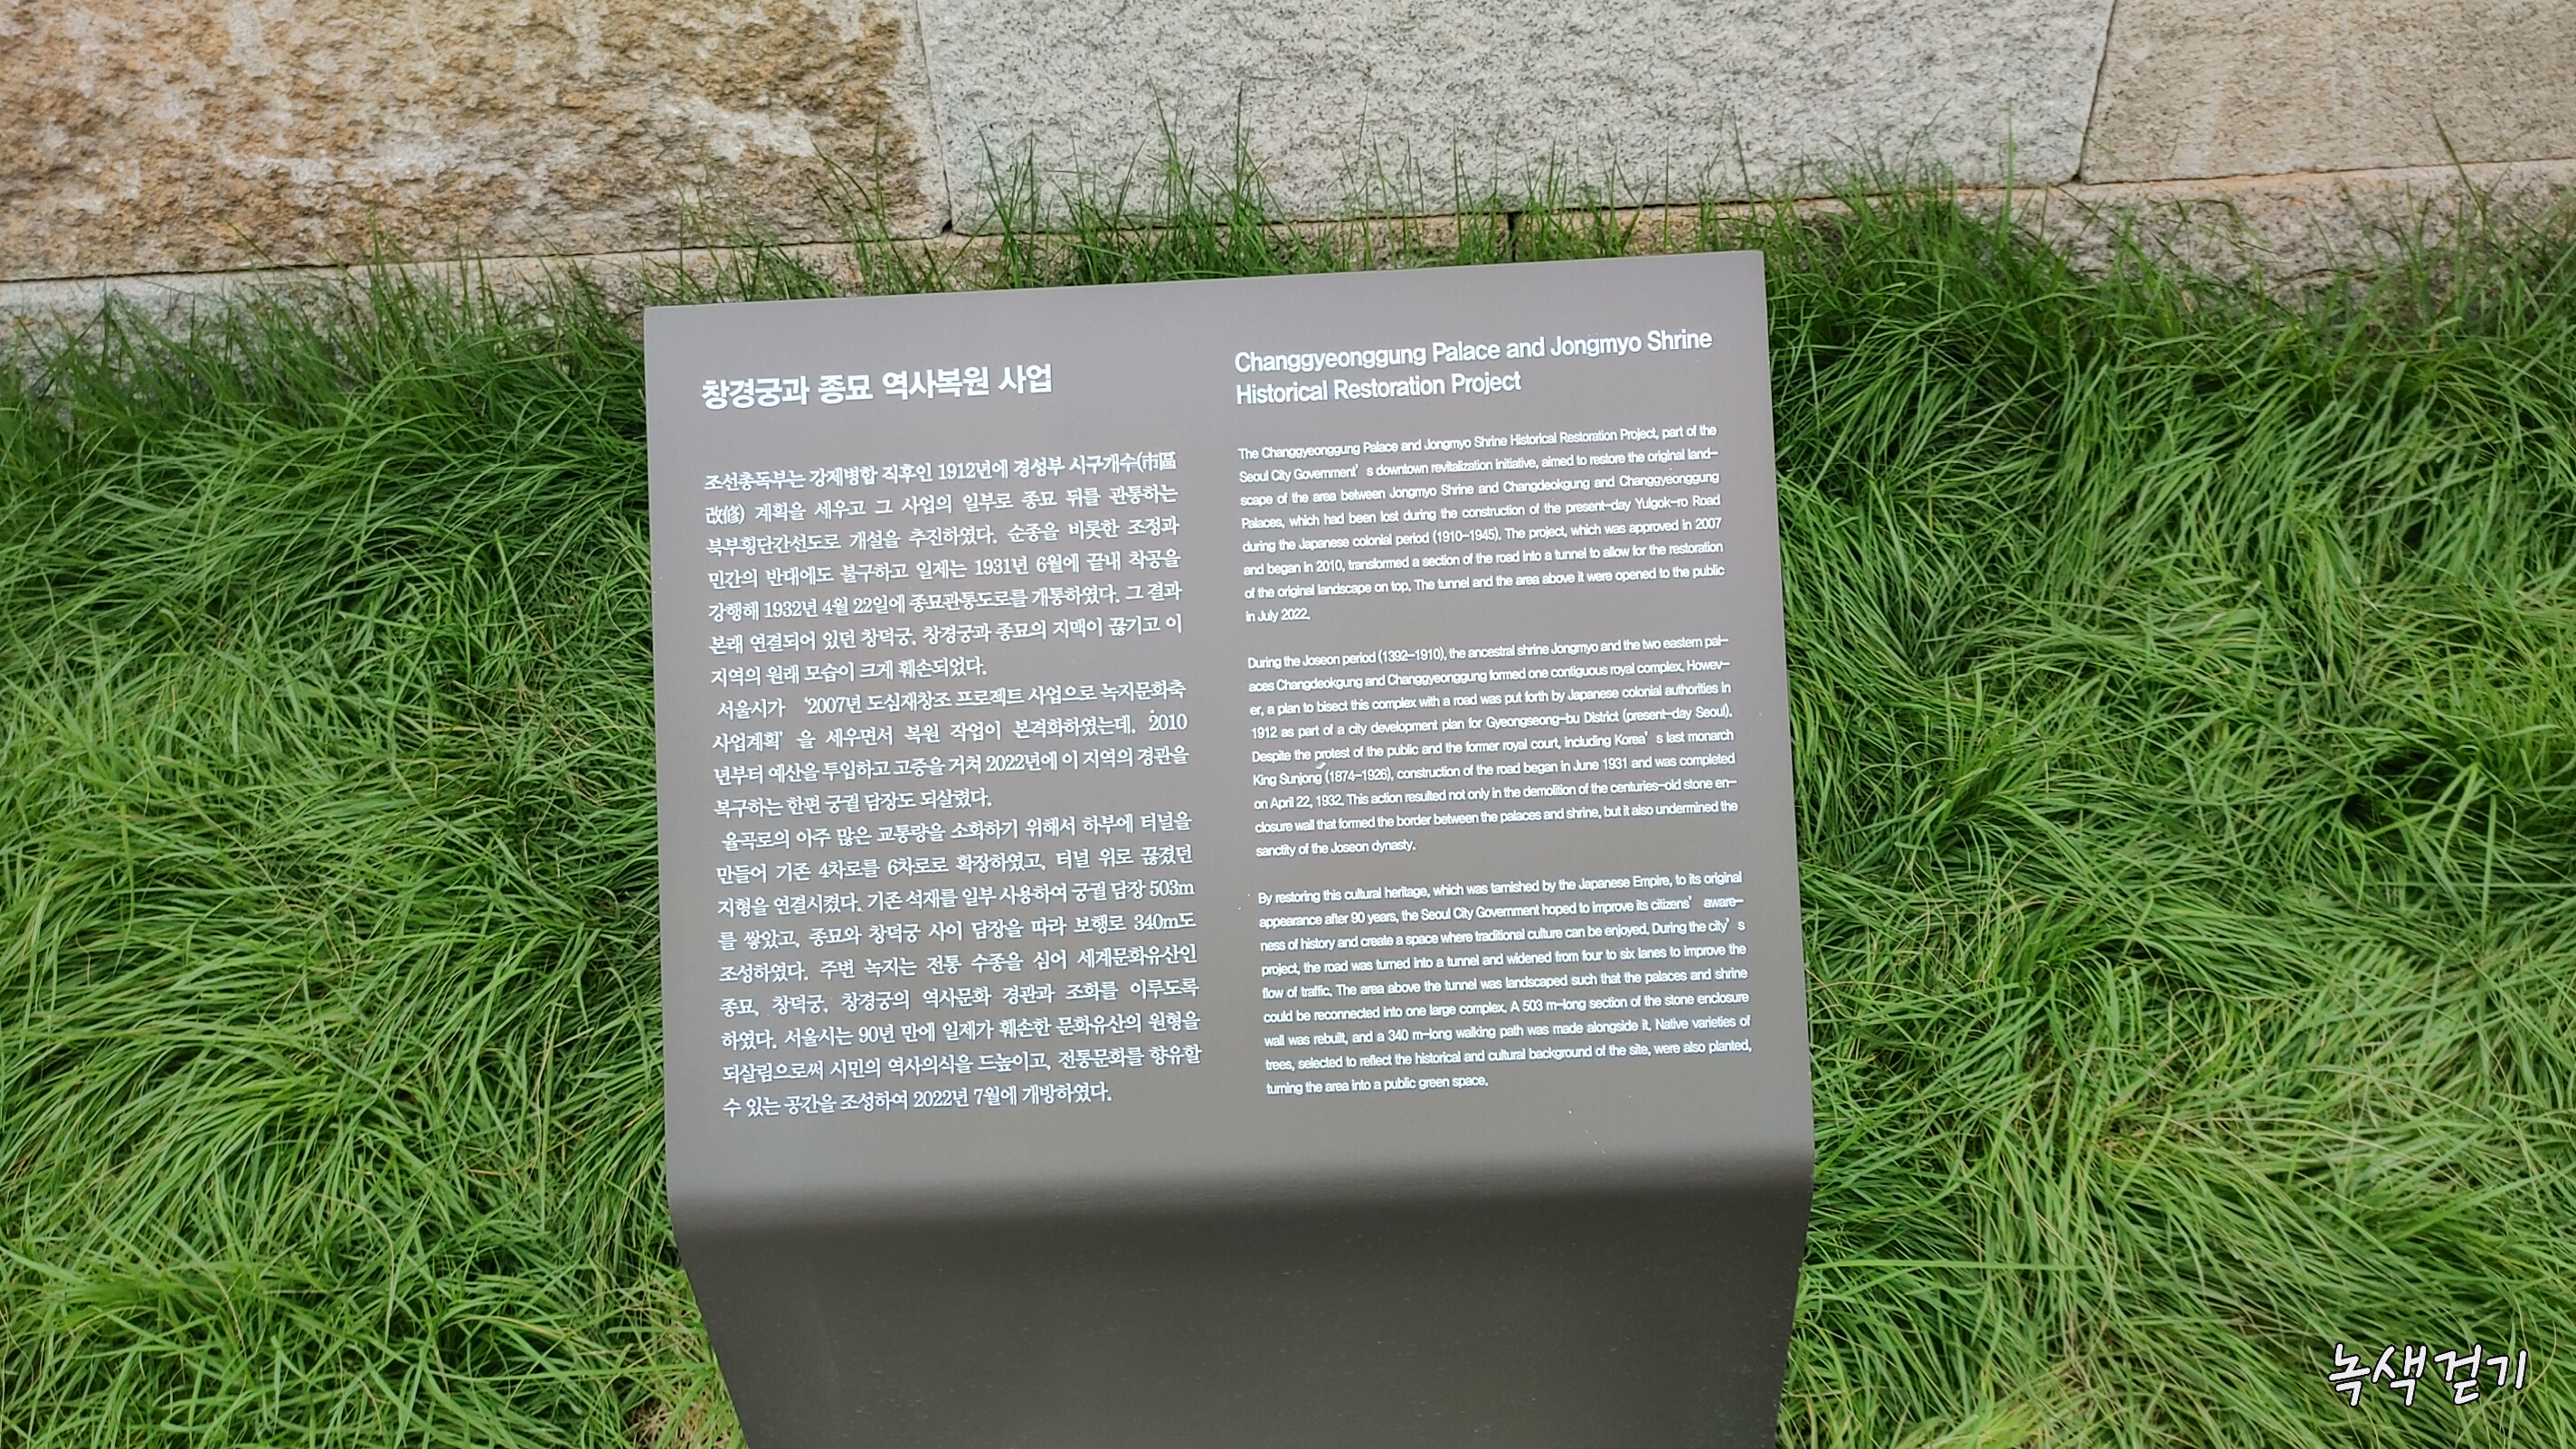 창경궁과 종묘 역사복원 사업
조선총독부는 강제병합 직후인 1912년에 경성부 시구개수(市區
改修) 계획을 세우고 그 사업의 일부로 종묘 뒤를 관통하는
북부횡단간선도로 개설을 추진하였다. 순종을 비롯한 조정과
민간의 반대에도 불구하고 일제는 1931년 6월에 끝내 착공을
강행해 1932년 4월 22일에 종묘관통도로를 개통하였다. 그 결과
본래 연결되어 있던 창덕궁, 창경궁과 종묘의 지맥이 끊기고 이
지역의 원래 모습이 크게 훼손되었다.
서울시가 ‘2007년 도심재창조 프로젝트 사업으로 녹지문화축
사업계획’을 세우면서 복원 작업이 본격화하였는데, 2010
년부터 예산을 투입하고 고증을 거쳐 2022년에 이 지역의 경관을
복구하는 한편 궁궐 담장도 되살렸다.
율곡로의 아주 많은 교통량을 소화하기 위해서 하부에 터널을
만들어 기존 4차로를 6차로로 확장하였고, 터널 위로 끊겼던
지형을 연결시켰다. 기존 석재를 일부 사용하여 궁궐 담장 503m
를 쌓았고, 종묘와 창덕궁 사이 담장을 따라 보행로 340m도
조성하였다. 주변 녹지는 전통 수종을 심어 세계문화유산인
종묘, 창덕궁, 창경궁의 역사문화 경관과 조화를 이루도록
하였다. 서울시는 90년 만에 일제가 훼손한 문화유산의 원형을
되살림으로써 시민의 역사의식을 드높이고, 전통문화를 향유할
수 있는 공간을 조성하여 2022년 7월에 개방하였다.
Changgyeonggung Palace and Jongmyo Shrine
Historical Restoration Project
The Changgyeonggung Palace and Jongmyo Shrine Historical Restoration Project, part of the
Seoul City Government’s downtown revitalization initiative, aimed to restore the original land-
scape of the area between Jongmyo Shrine and Changdeokgung and Changgyeonggung
Palaces, which had been lost during the construction of the present-day Yulgok-ro Road
during the Japanese colonial period (1910-1945). The project, which was approved in 2007
and began in 2010, transformed a section of the road into a tunnel to allow for the restoration
of the original landscape on top. The tunnel and the area above it were opened to the public
in July 2022.
During the Joseon period (1392-1910), the ancestral shrine Jongmyo and the two eastern pal-
aces Changdeokgung and Changgyeonggung formed one contiguous royal complex. Howev-
er, a plan to bisect this complex with a road was put forth by Japanese colonial authorities in
1912 as part of a city development plan for Gyeongseong-bu District (present-day Seoul).
Despite the protest of the public and the former royal court, including Korea’s last monarch
King Sunjong (1874-1926), construction of the road began in June 1931 and was completed
on April 22, 1932. This action resulted not only in the demolition of the centuries-old stone en-
closure wall that formed the border between the palaces and shrine, but it also undermined the
sanctity of the Joseon dynasty.
By restoring this cultural heritage, which was tarnished by the Japanese Empire, to its original
appearance after 90 years, the Seoul City Government hoped to improve its citizens’ aware-
ness of history and create a space where traditional culture can be enjoyed. During the city’s
project, the road was turned into a tunnel and widened from four to six lanes to improve the
flow of traffic. The area above the tunnel was landscaped such that the palaces and shrine
could be reconnected into one large complex. A 503 m-long section of the stone enclosure
wall was rebuilt, and a 340 m-long walking path was made alongside it. Native varieties of
trees, selected to reflect the historical and cultural background of the site, were also planted,
turning the area into a public green space.
녹색걷기